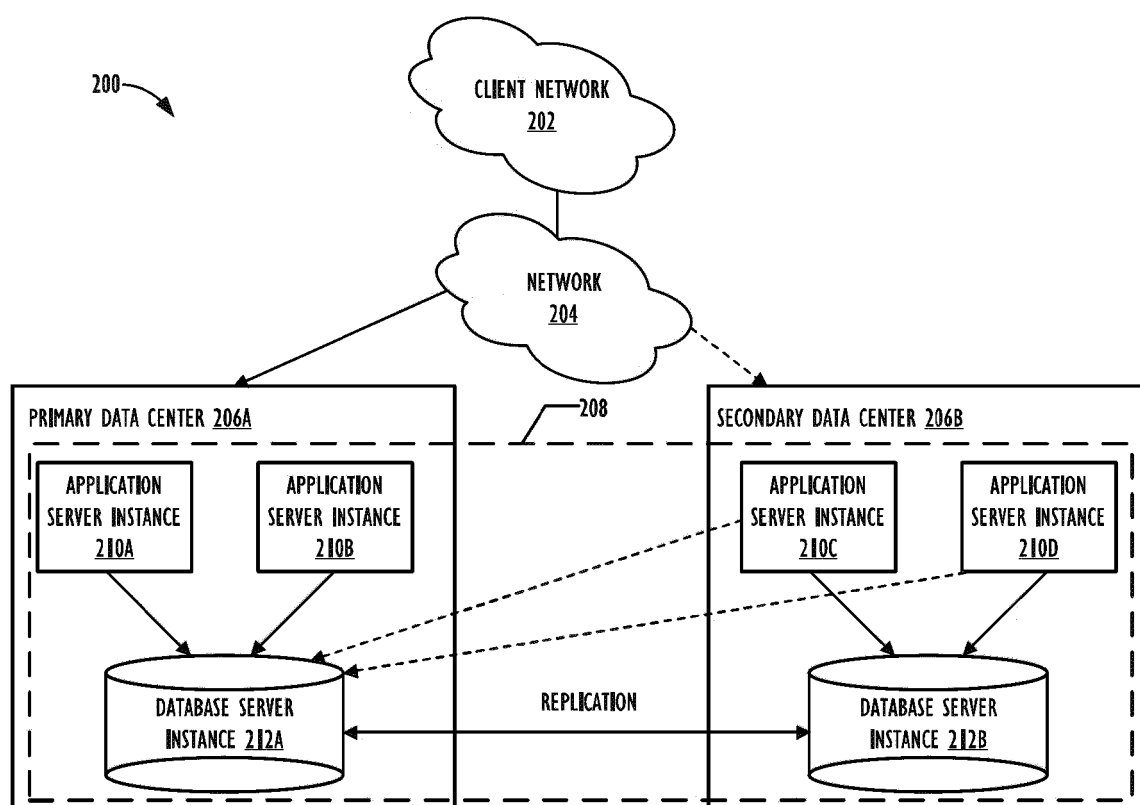 200
CLIENT NETWORK
202
NETWORK
204
208
PRIMARY DATA CENTER 206A
SECONDARY DATA CENTER 206B
APPLICATION
SERVER INSTANCE
210A
APPLICATION
SERVER INSTANCE
210B
APPLICATION
SERVER INSTANCE
210C
APPLICATION
SERVER INSTANCE
210D
DATABASE SERVER
INSTANCE 212A
REPLICATION
DATABASE SERVER
INSTANCE 212B